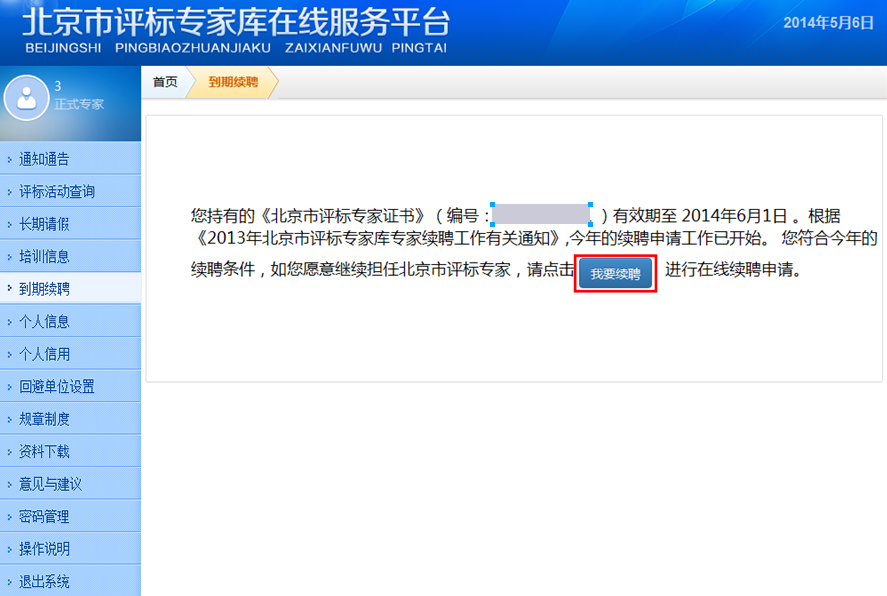 北京市评标专家库在线服务平台
BEIJINGSHI PINGBIAOZHUANJIAKU ZAIXIANFUWU PINGTAI
2014年5月6日
3
正式专家
首页
到期续聘
通知通告
评标活动查询
长期请假
培训信息
到期续聘
个人信息
个人信用
回避单位设置
规章制度
资料下载
意见与建议
密码管理
操作说明
退出系统
您持有的《北京市评标专家证书》（编号： ）有效期至 2014年6月1日 。根据
《2013年北京市评标专家库专家续聘工作有关通知》,今年的续聘申请工作已开始。 您符合今年的
续聘条件，如您愿意继续担任北京市评标专家，请点击 我要续聘 进行在线续聘申请。